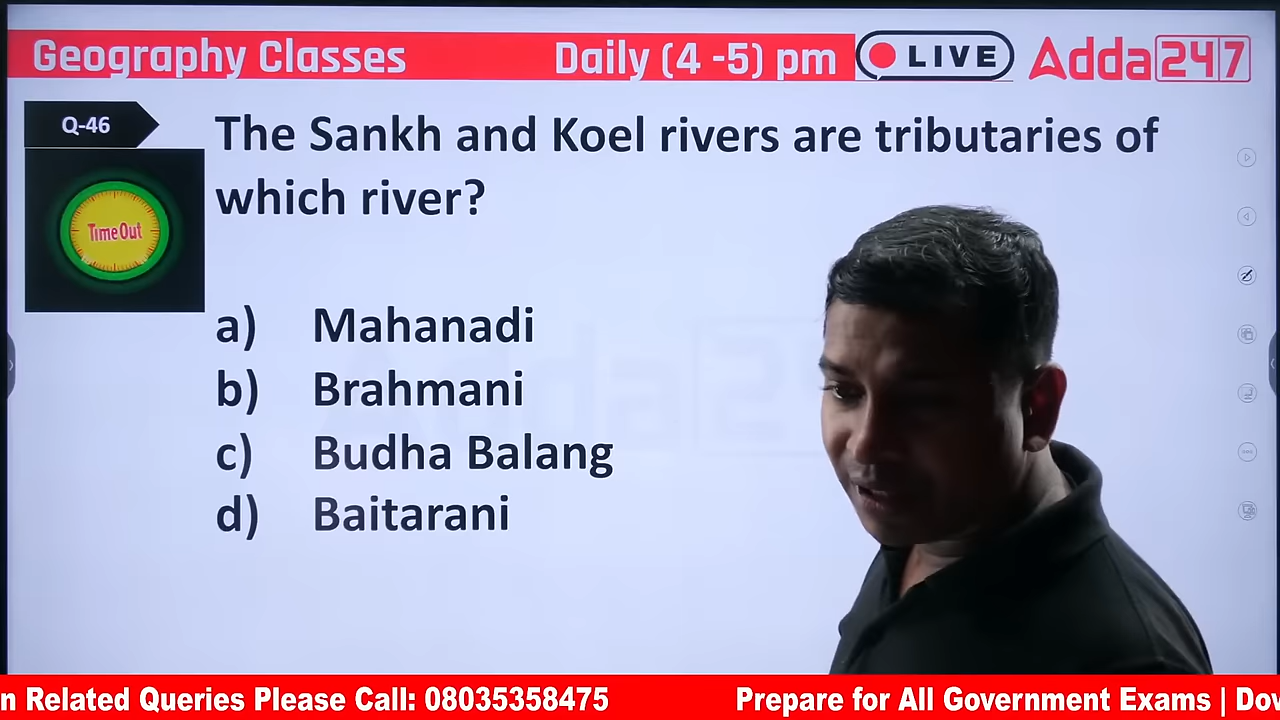 Geography Classes Daily (4 -5) pm LIVE Adda247
Q-46
The Sankh and Koel rivers are tributaries of
which river?
Time Out
a) Mahanadi
b) Brahmani
c) Budha Balang
d) Baitarani
n Related Queries Please Call: 08035358475 Prepare for All Government Exams | Dov